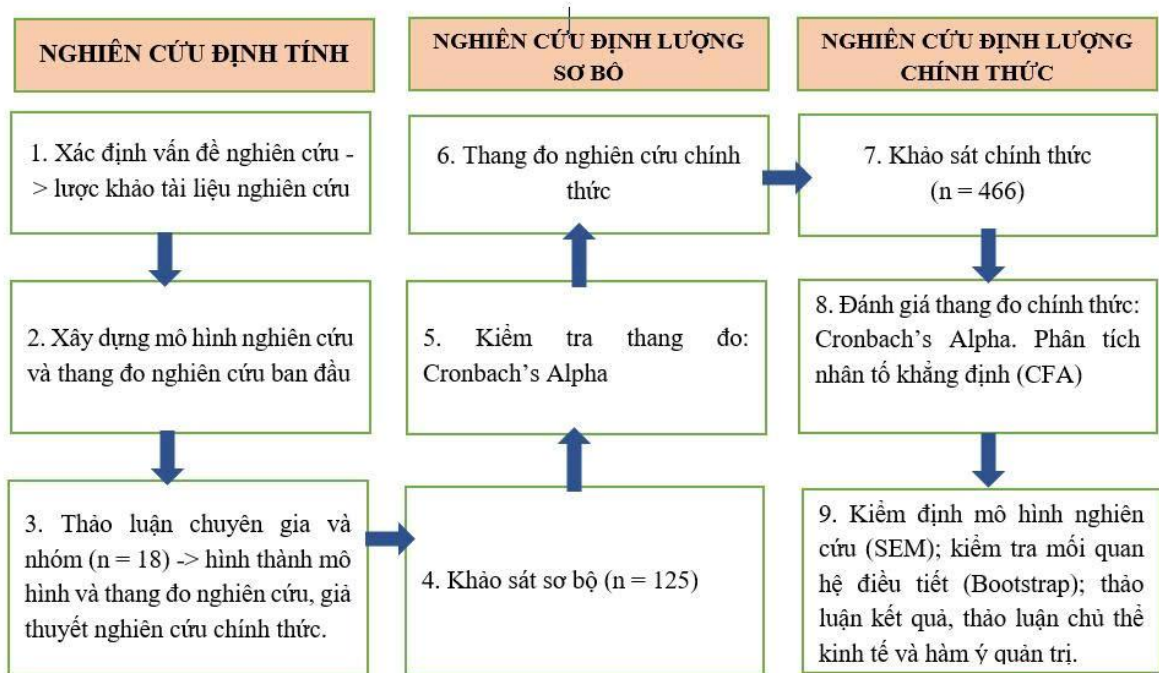 NGHIÊN CỨU ĐỊNH TÍNH
1. Xác định vấn đề nghiên cứu -
> lược khảo tài liệu nghiên cứu
2. Xây dựng mô hình nghiên cứu
và thang đo nghiên cứu ban đầu
3. Thảo luận chuyên gia và
nhóm (n = 18) -> hình thành mô
hình và thang đo nghiên cứu, giả
thuyết nghiên cứu chính thức.
NGHIÊN CỨU ĐỊNH LƯỢNG
SƠ BÔ
4. Khảo sát sơ bộ (n = 125)
5. Kiểm tra thang đo:
Cronbach’s Alpha
6. Thang đo nghiên cứu chính
thức
NGHIÊN CỨU ĐỊNH LƯỢNG
CHÍNH THỨC
7. Khảo sát chính thức
(n = 466)
8. Đánh giá thang đo chính thức:
Cronbach’s Alpha. Phân tích
nhân tố khẳng định (CFA)
9. Kiểm định mô hình nghiên
cứu (SEM); kiểm tra mối quan
hệ điều tiết (Bootstrap); thảo
luận kết quả, thảo luận chủ thể
kinh tế và hàm ý quản trị.